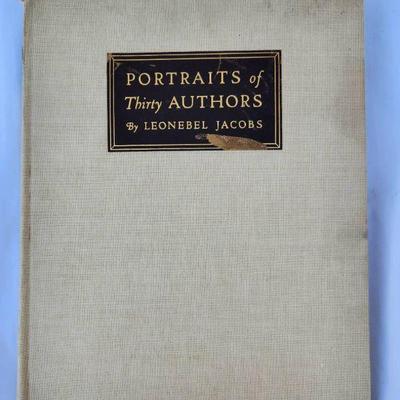 PORTRAITS of
Thirty AUTHORS
By LEONEBEL JACOBS